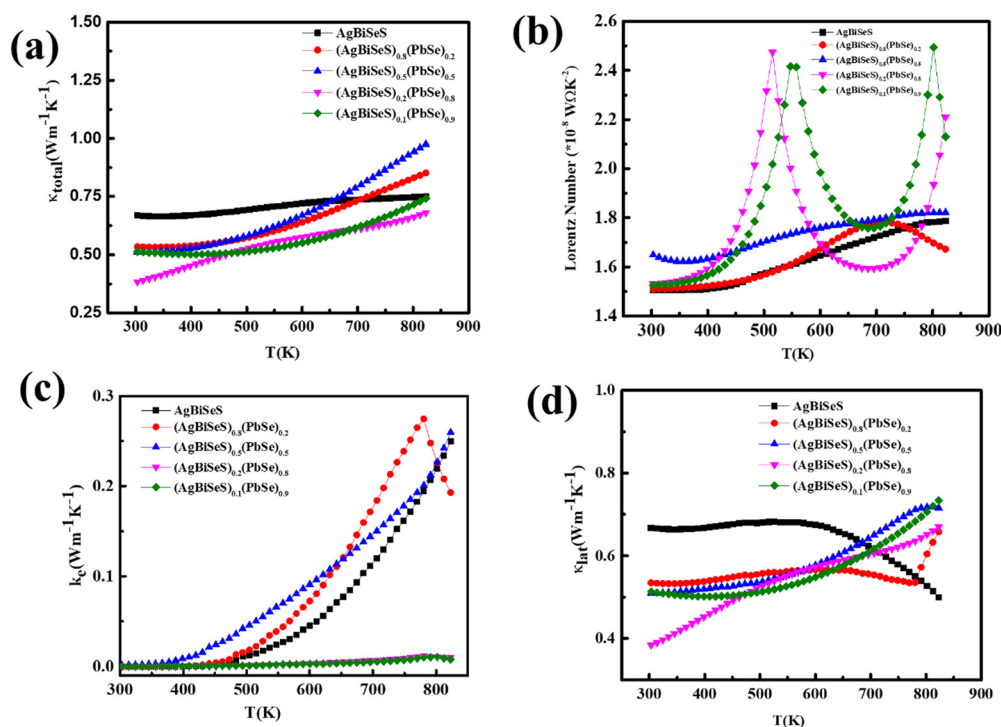 (a)
κtotal(Wm⁻¹K⁻¹)
1.50
1.25
1.00
0.75
0.50
0.25
AgBiSeS
(AgBiSeS)0.8(PbSe)0.2
(AgBiSeS)0.5(PbSe)0.5
(AgBiSeS)0.2(PbSe)0.8
(AgBiSeS)0.1(PbSe)0.9
300 400 500 600 700 800 900
T(K)
(b)
Lorentz Number (*10⁻⁸ WΩK⁻²)
2.6
2.4
2.2
2.0
1.8
1.6
1.4
AgBiSeS
(AgBiSeS)0.8(PbSe)0.2
(AgBiSeS)0.5(PbSe)0.5
(AgBiSeS)0.2(PbSe)0.8
(AgBiSeS)0.1(PbSe)0.9
300 400 500 600 700 800 900
T(K)
(c)
ke(Wm⁻¹K⁻¹)
0.3
0.2
0.1
0.0
AgBiSeS
(AgBiSeS)0.8(PbSe)0.2
(AgBiSeS)0.5(PbSe)0.5
(AgBiSeS)0.2(PbSe)0.8
(AgBiSeS)0.1(PbSe)0.9
300 400 500 600 700 800
T(K)
(d)
κlat(Wm⁻¹K⁻¹)
1.0
0.8
0.6
0.4
AgBiSeS
(AgBiSeS)0.8(PbSe)0.2
(AgBiSeS)0.5(PbSe)0.5
(AgBiSeS)0.2(PbSe)0.8
(AgBiSeS)0.1(PbSe)0.9
300 400 500 600 700 800 900
T(K)